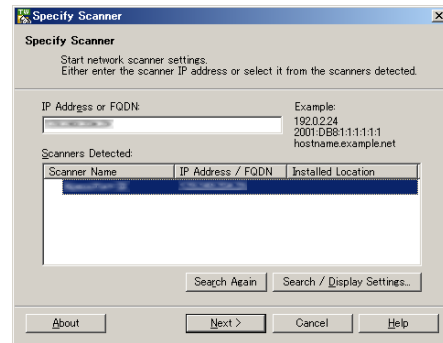 Specify Scanner
Specify Scanner
Start network scanner settings.
Either enter the scanner IP address or select it from the scanners detected.
IP Address or FQDN:
Example:
192.0.2.24
2001:DB8:1:1:1:1:1
hostname.example.net
Scanners Detected:
Scanner Name IP Address / FQDN Installed Location
Search Again Search / Display Settings...
About Next > Cancel Help